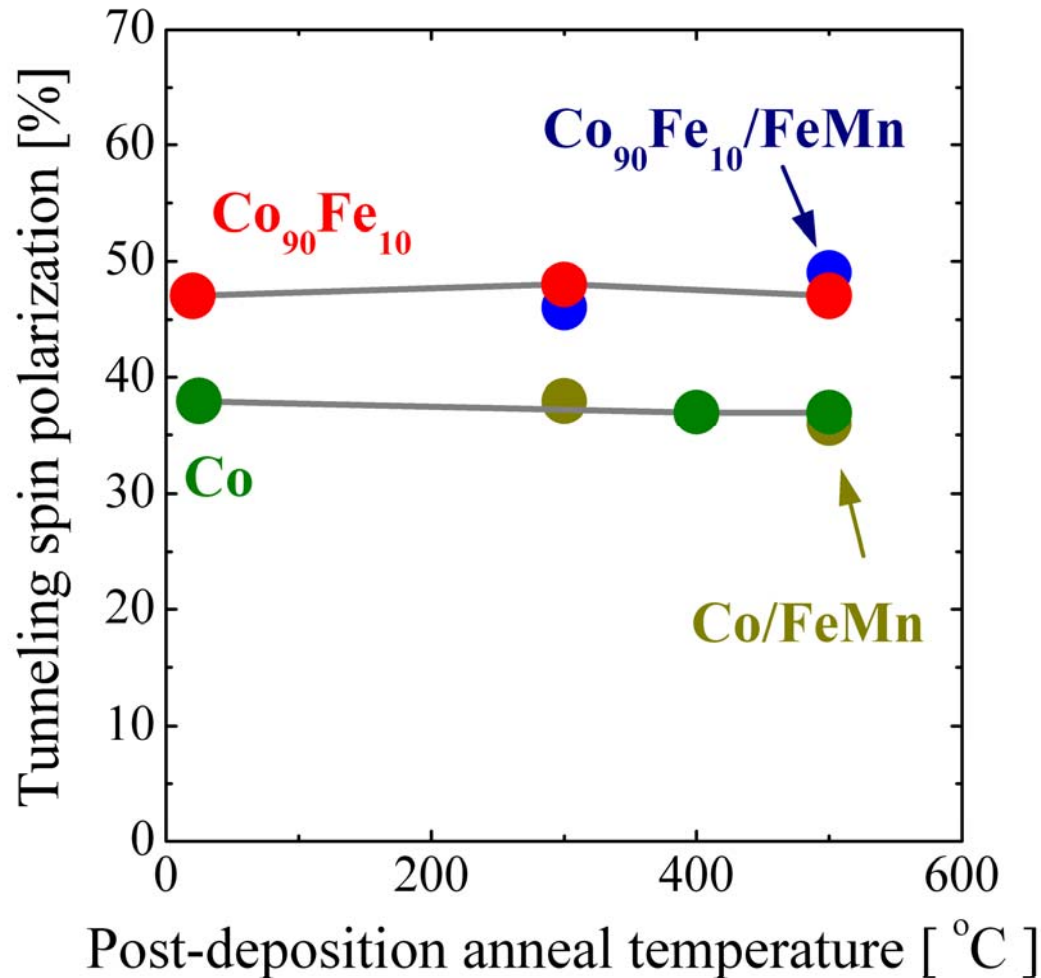 70
60
50
40
30
20
10
0
Tunneling spin polarization [%]
Co90Fe10/FeMn
Co90Fe10
Co
Co/FeMn
0 200 400 600
Post-deposition anneal temperature [ °C ]